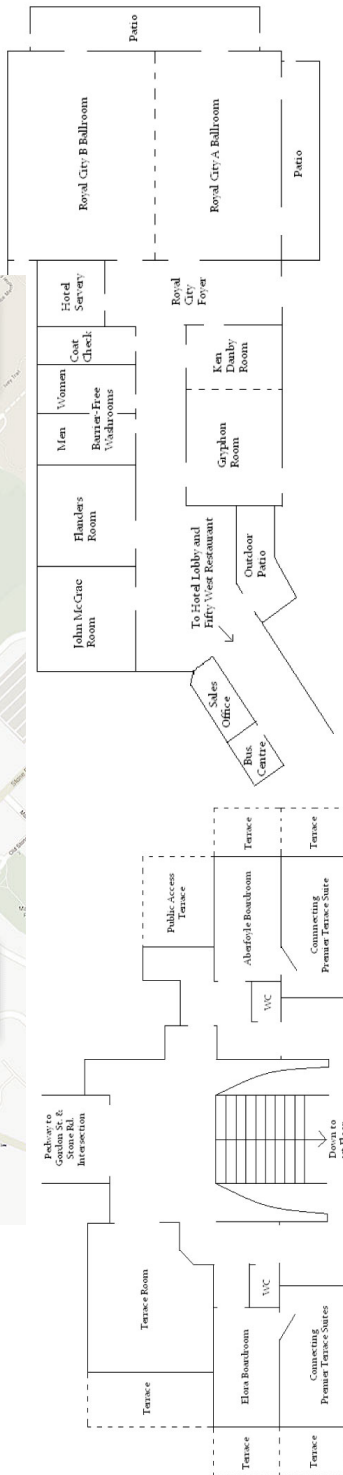 Patio
Royal City B Ballroom
Royal City A Ballroom
Patio
Hotel
Servery
Coat
Check
Women
Men
Barrier-Free
Washrooms
Flanders
Room
John McCrae
Room
Royal
City
Foyer
Ken
Danby
Room
Gryphon
Room
Outdoor
Patio
To Hotel Lobby and
Fifty West Restaurant
Sales
Office
Bus.
Centre
Public Access
Terrace
Terrace
Aberfoyle Boardroom
Terrace
Connnecting
Premier Terrace Suite
WC
Pedway to
Gordon St. &
Stone Rd.
Intersection
Down to
Terrace Room
Terrace
WC
Elora Boardroom
Terrace
Connecting
Premier Terrace Suites
Terrace